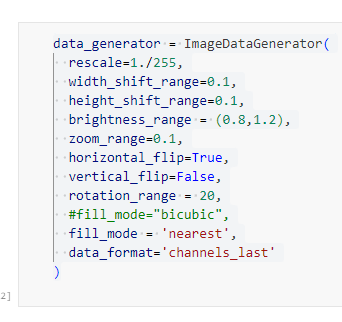 data_generator = ImageDataGenerator(
rescale=1./255,
width_shift_range=0.1,
height_shift_range=0.1,
brightness_range = (0.8,1.2),
zoom_range=0.1,
horizontal_flip=True,
vertical_flip=False,
rotation_range = 20,
#fill_mode="bicubic",
fill_mode = 'nearest',
data_format='channels_last'
)
2]